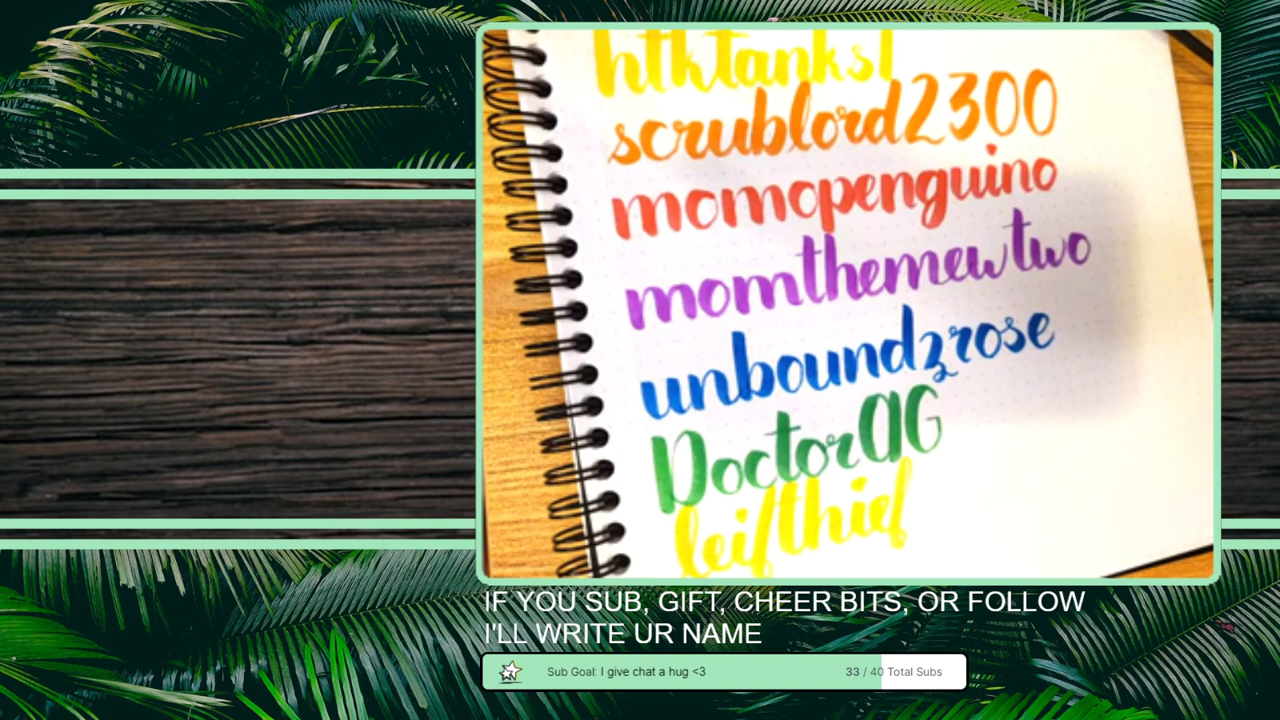 htktanks1
scrublord2300
momopenguino
momthemewtwo
unboundzrose
DoctorAG
leifthief
IF YOU SUB, GIFT, CHEER BITS, OR FOLLOW
I'LL WRITE UR NAME
Sub Goal: I give chat a hug <3 33 / 40 Total Subs